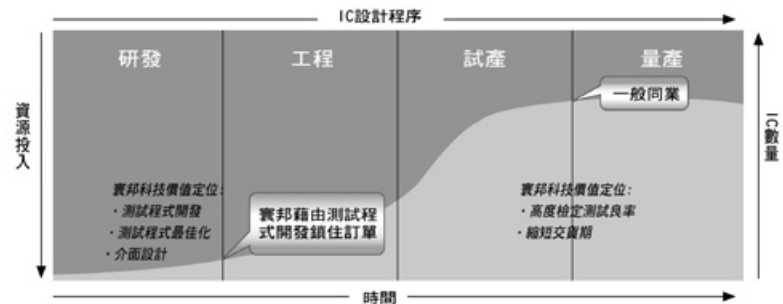 IC設計程序
研發
工程
試產
量產
一般同業
資源投入
IC數量
寰邦科技價值定位：
・測試程式開發
・測試程式最佳化
・介面設計
寰邦藉由測試程
式開發鎖住訂單
寰邦科技價值定位：
・高度檢定測試良率
・縮短交貨期
時間